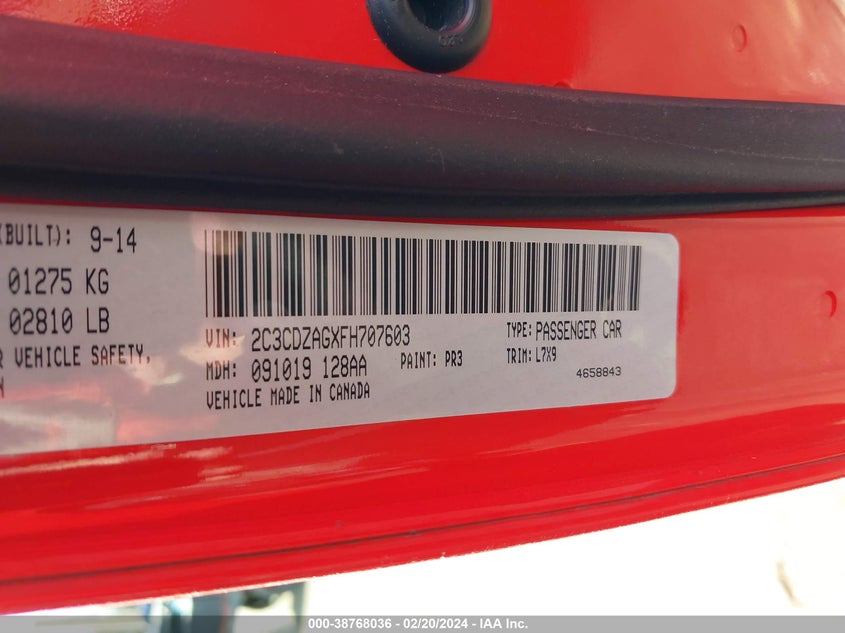 (BUILT): 9-14
01275 KG
02810 LB
VEHICLE SAFETY,
VIN: 2C3CDZAGXFH707603
TYPE: PASSENGER CAR
MDH: 091019 128AA
PAINT: PR3
TRIM: L7X9
VEHICLE MADE IN CANADA
4658843
000-38768036 - 02/20/2024 - IAA Inc.